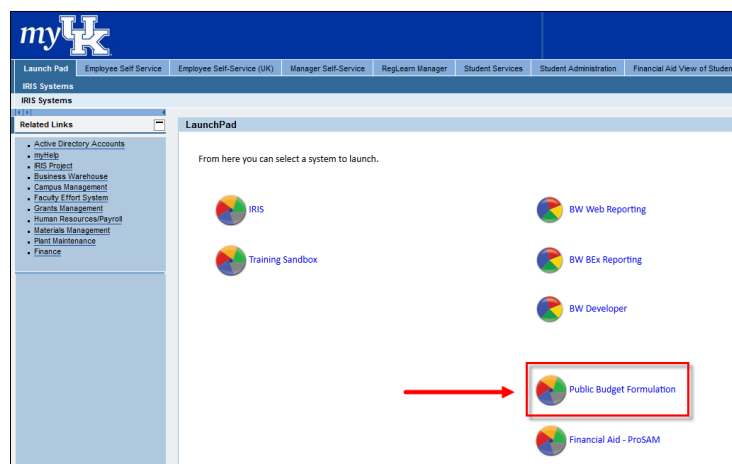 myUK
Launch Pad Employee Self Service Employee Self-Service (UK) Manager Self-Service RegLearn Manager Student Services Student Administration Financial Aid View of Studen
IRIS Systems
IRIS Systems
Related Links
Active Directory Accounts
myHelp
IRIS Project
Business Warehouse
Campus Management
Faculty Effort System
Grants Management
Human Resources/Payroll
Materials Management
Plant Maintenance
Finance
LaunchPad
From here you can select a system to launch.
IRIS
BW Web Reporting
Training Sandbox
BW BEx Reporting
BW Developer
Public Budget Formulation
Financial Aid - ProSAM